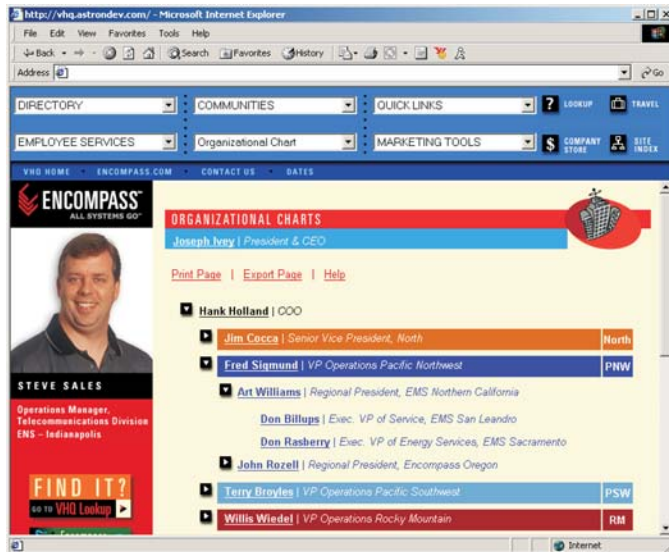 http://vhq.astrondev.com/ - Microsoft Internet Explorer
File Edit View Favorites Tools Help
Back Search Favorites History
Address Go
DIRECTORY COMMUNITIES QUICK LINKS ? LOOKUP TRAVEL
EMPLOYEE SERVICES Organizational Chart MARKETING TOOLS $ COMPANY STORE SITE INDEX
VHQ HOME ENCOMPASS.COM CONTACT US DATES
ENCOMPASS™
ALL SYSTEMS GO™
ORGANIZATIONAL CHARTS
Joseph Ivey | President & CEO
Print Page | Export Page | Help
Hank Holland | COO
Jim Cocca | Senior Vice President, North North
Fred Sigmund | VP Operations Pacific Northwest PNW
Art Williams | Regional President, EMS Northern California
Don Billups | Exec. VP of Service, EMS San Leandro
Don Rasberry | Exec. VP of Energy Services, EMS Sacramento
John Rozell | Regional President, Encompass Oregon
Terry Broyles | VP Operations Pacific Southwest PSW
Willis Wiedel | VP Operations Rocky Mountain RM
STEVE SALES
Operations Manager,
Telecommunications Division
ENS – Indianapolis
FIND IT?
GO TO VHQ Lookup
Internet